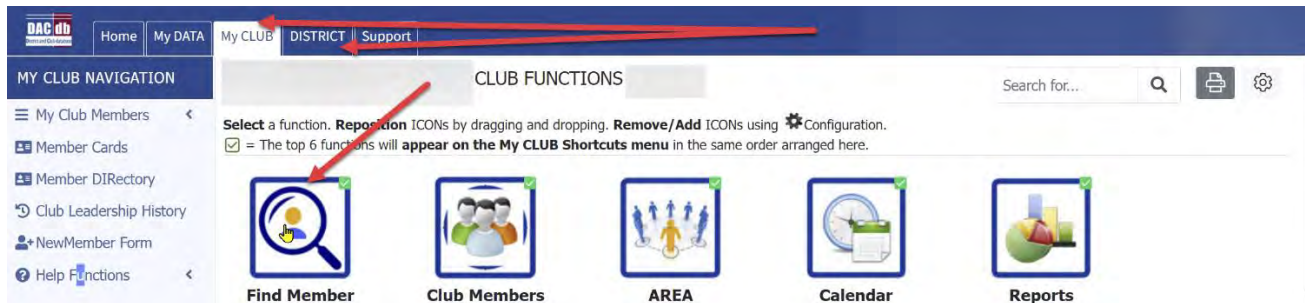 DAC db
Home
My DATA
My CLUB
DISTRICT
Support
MY CLUB NAVIGATION
CLUB FUNCTIONS
Search for...
My Club Members
Member Cards
Member DIRectory
Club Leadership History
NewMember Form
Help Functions
Select a function. Reposition ICONs by dragging and dropping. Remove/Add ICONs using Configuration.
= The top 6 functions will appear on the My CLUB Shortcuts menu in the same order arranged here.
Find Member
Club Members
AREA
Calendar
Reports